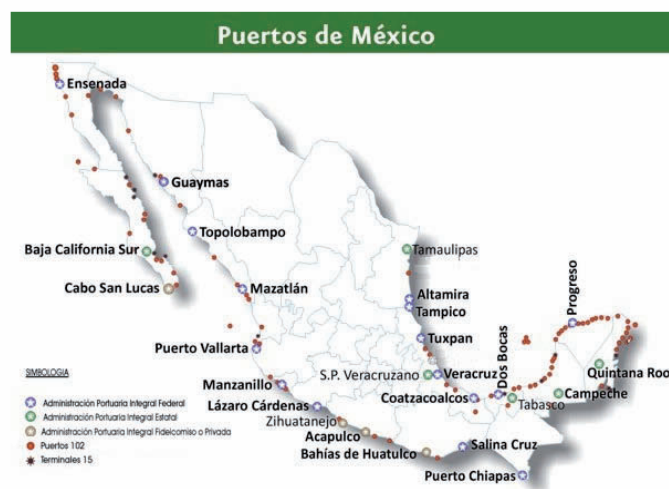 Puertos de México
Ensenada
Guaymas
Topolobampo
Baja California Sur
Tamaulipas
Cabo San Lucas
Mazatlán
Altamira
Tampico
Progreso
Tuxpan
Puerto Vallarta
Dos Bocas
S.P. Veracruzano
Veracruz
Quintana Roo
Manzanillo
Coatzacoalcos
Campeche
Tabasco
Lázaro Cárdenas
Zihuatanejo
Acapulco
Salina Cruz
Bahías de Huatulco
Puerto Chiapas
SIMBOLOGIA
Administración Portuaria Integral Federal
Administración Portuaria Integral Estatal
Administración Portuaria Integral Fideicomiso o Privada
Puertos 102
Terminales 15